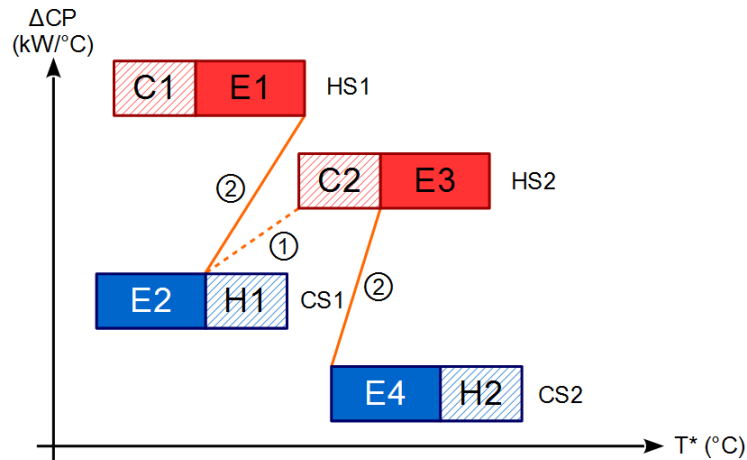 ΔCP
(kW/°C)
C1 E1 HS1
C2 E3 HS2
②
①
E2 H1 CS1
②
E4 H2 CS2
T* (°C)